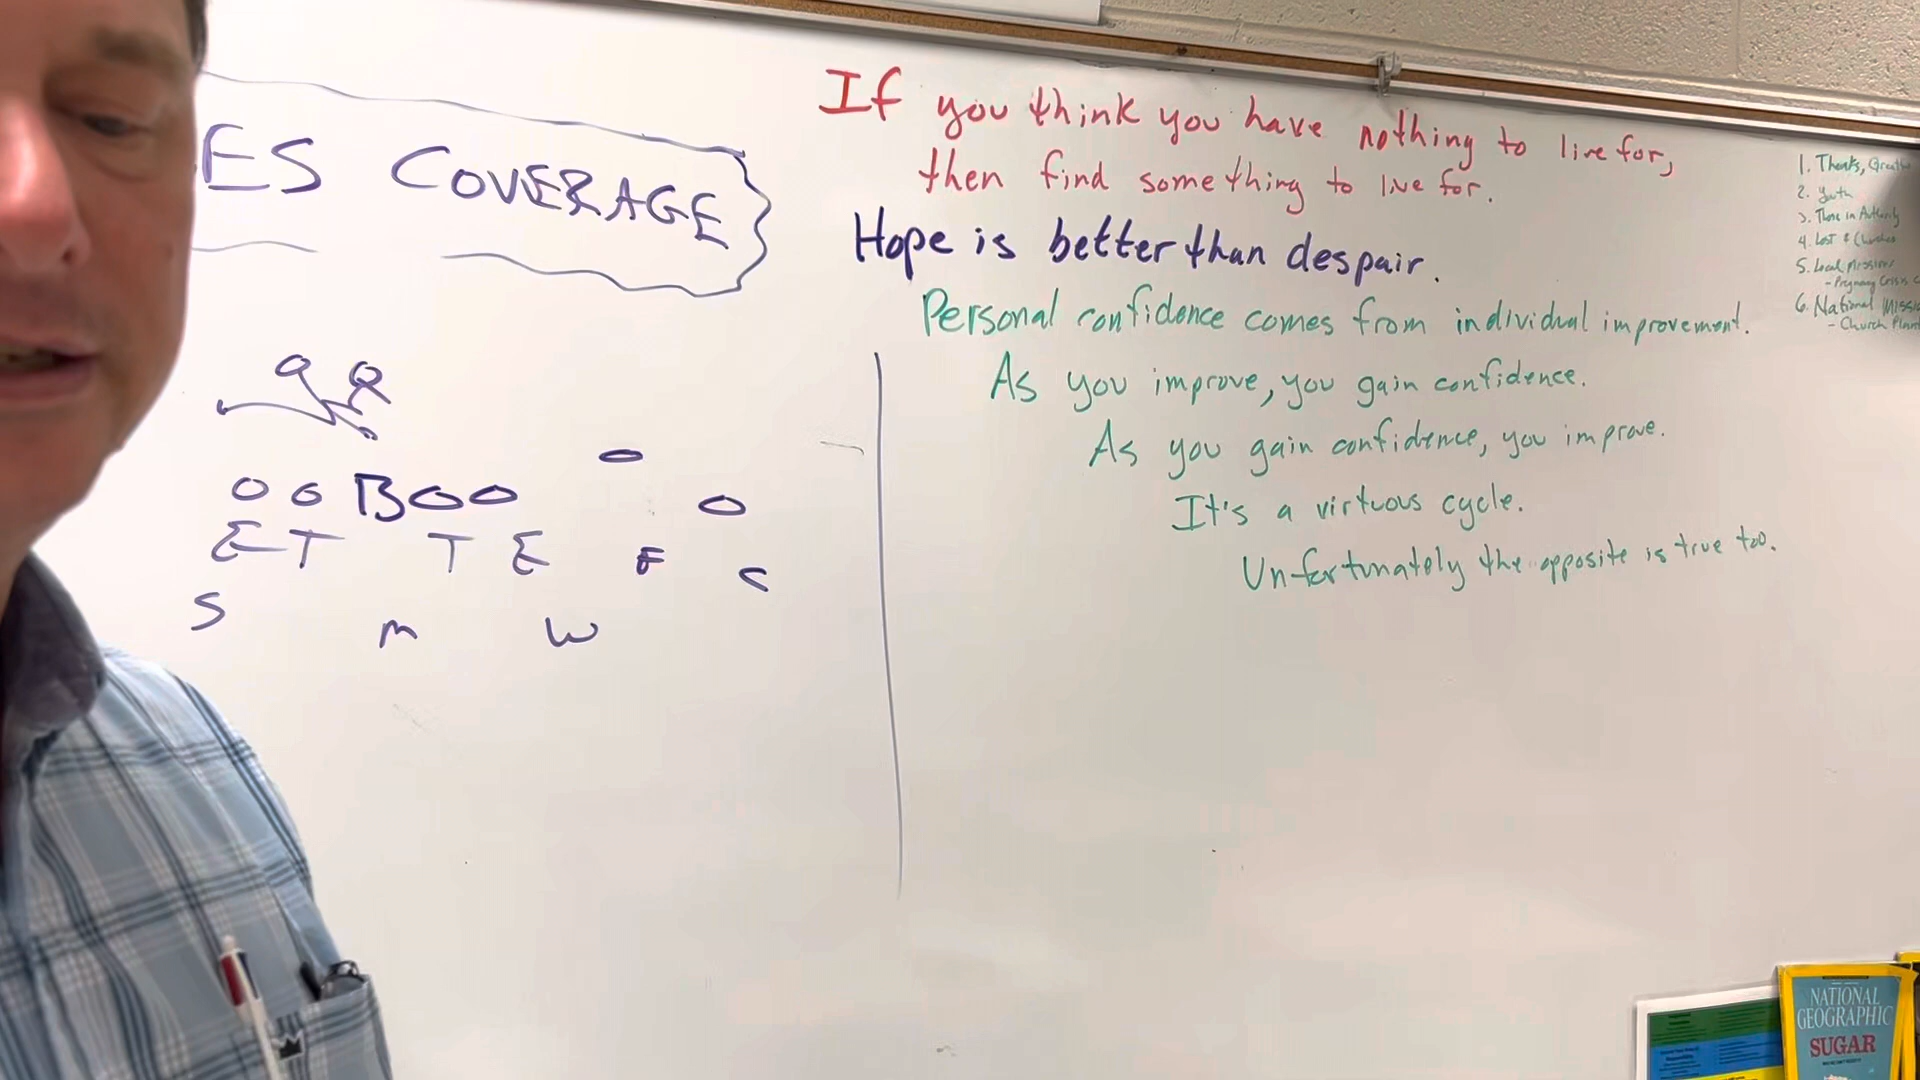 ES COVERAGE
O O B O O
E T T E F C
S M W
If you think you have nothing to live for,
then find something to live for.
Hope is better than despair.
Personal confidence comes from individual improvement.
As you improve, you gain confidence.
As you gain confidence, you improve.
It's a virtuous cycle.
Unfortunately the opposite is true too.
1. Thanks,
2. Youth
3. Those in Authority
4. Lost & Churches
5. Local Missions
- Pregnancy Crisis
6. National
- Church
NATIONAL
GEOGRAPHIC
SUGAR